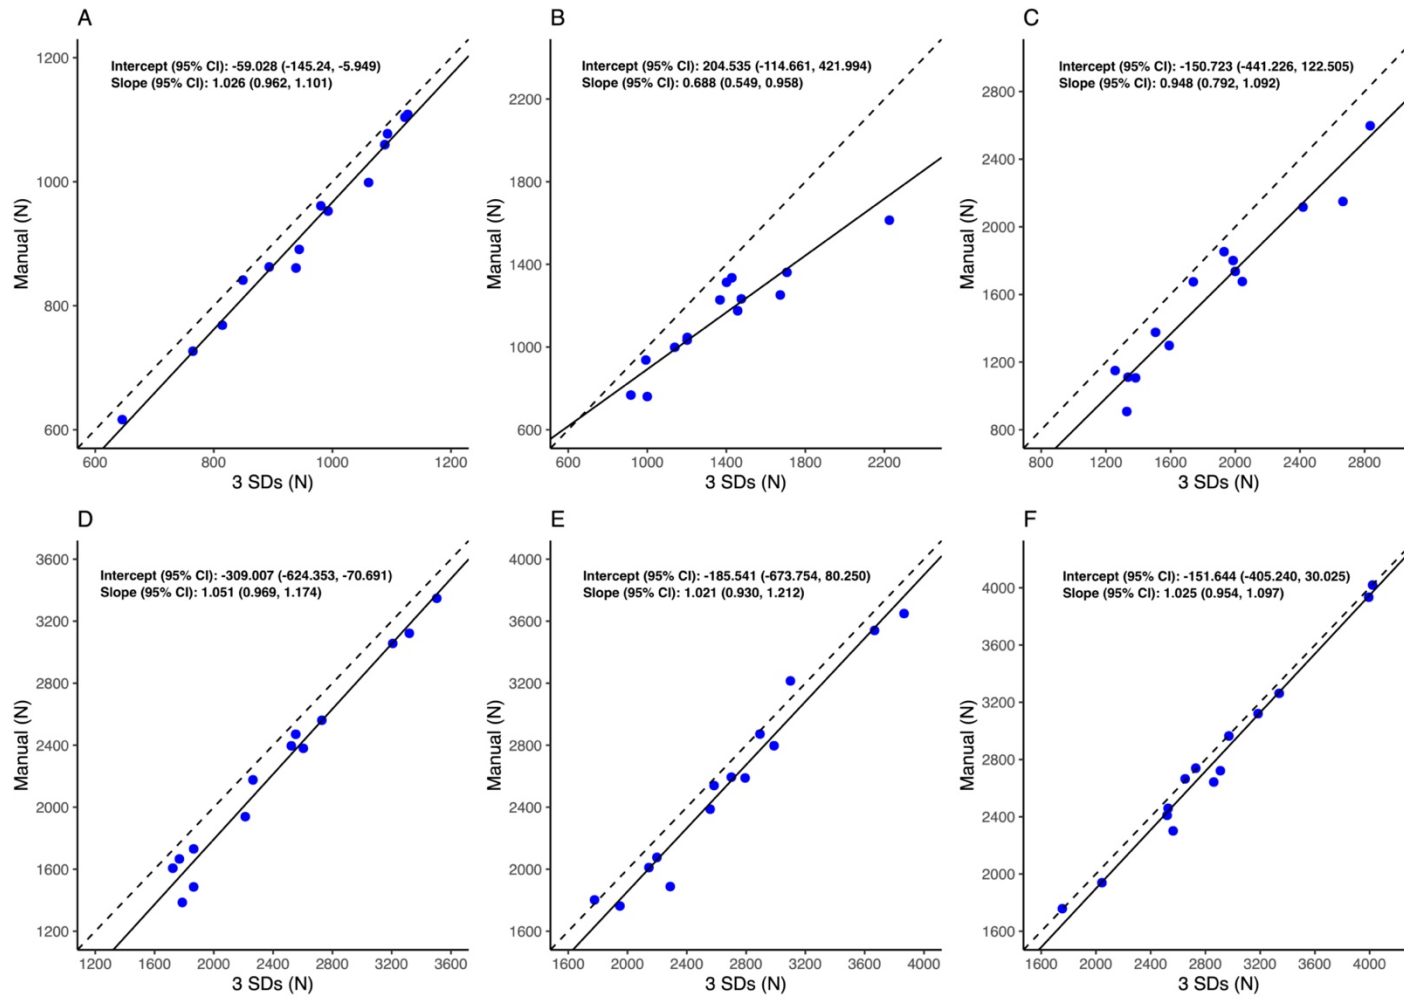 A
Intercept (95% CI): -59.028 (-145.24, -5.949)
Slope (95% CI): 1.026 (0.962, 1.101)
1200
1000
800
600
Manual (N)
600 800 1000 1200
3 SDs (N)
B
Intercept (95% CI): 204.535 (-114.661, 421.994)
Slope (95% CI): 0.688 (0.549, 0.958)
2200
1800
1400
1000
600
Manual (N)
600 1000 1400 1800 2200
3 SDs (N)
C
Intercept (95% CI): -150.723 (-441.226, 122.505)
Slope (95% CI): 0.948 (0.792, 1.092)
2800
2400
2000
1600
1200
800
Manual (N)
800 1200 1600 2000 2400 2800
3 SDs (N)
D
Intercept (95% CI): -309.007 (-624.353, -70.691)
Slope (95% CI): 1.051 (0.969, 1.174)
3600
3200
2800
2400
2000
1600
1200
Manual (N)
1200 1600 2000 2400 2800 3200 3600
3 SDs (N)
E
Intercept (95% CI): -185.541 (-673.754, 80.250)
Slope (95% CI): 1.021 (0.930, 1.212)
4000
3600
3200
2800
2400
2000
1600
Manual (N)
1600 2000 2400 2800 3200 3600 4000
3 SDs (N)
F
Intercept (95% CI): -151.644 (-405.240, 30.025)
Slope (95% CI): 1.025 (0.954, 1.097)
4000
3600
3200
2800
2400
2000
1600
Manual (N)
1600 2000 2400 2800 3200 3600 4000
3 SDs (N)